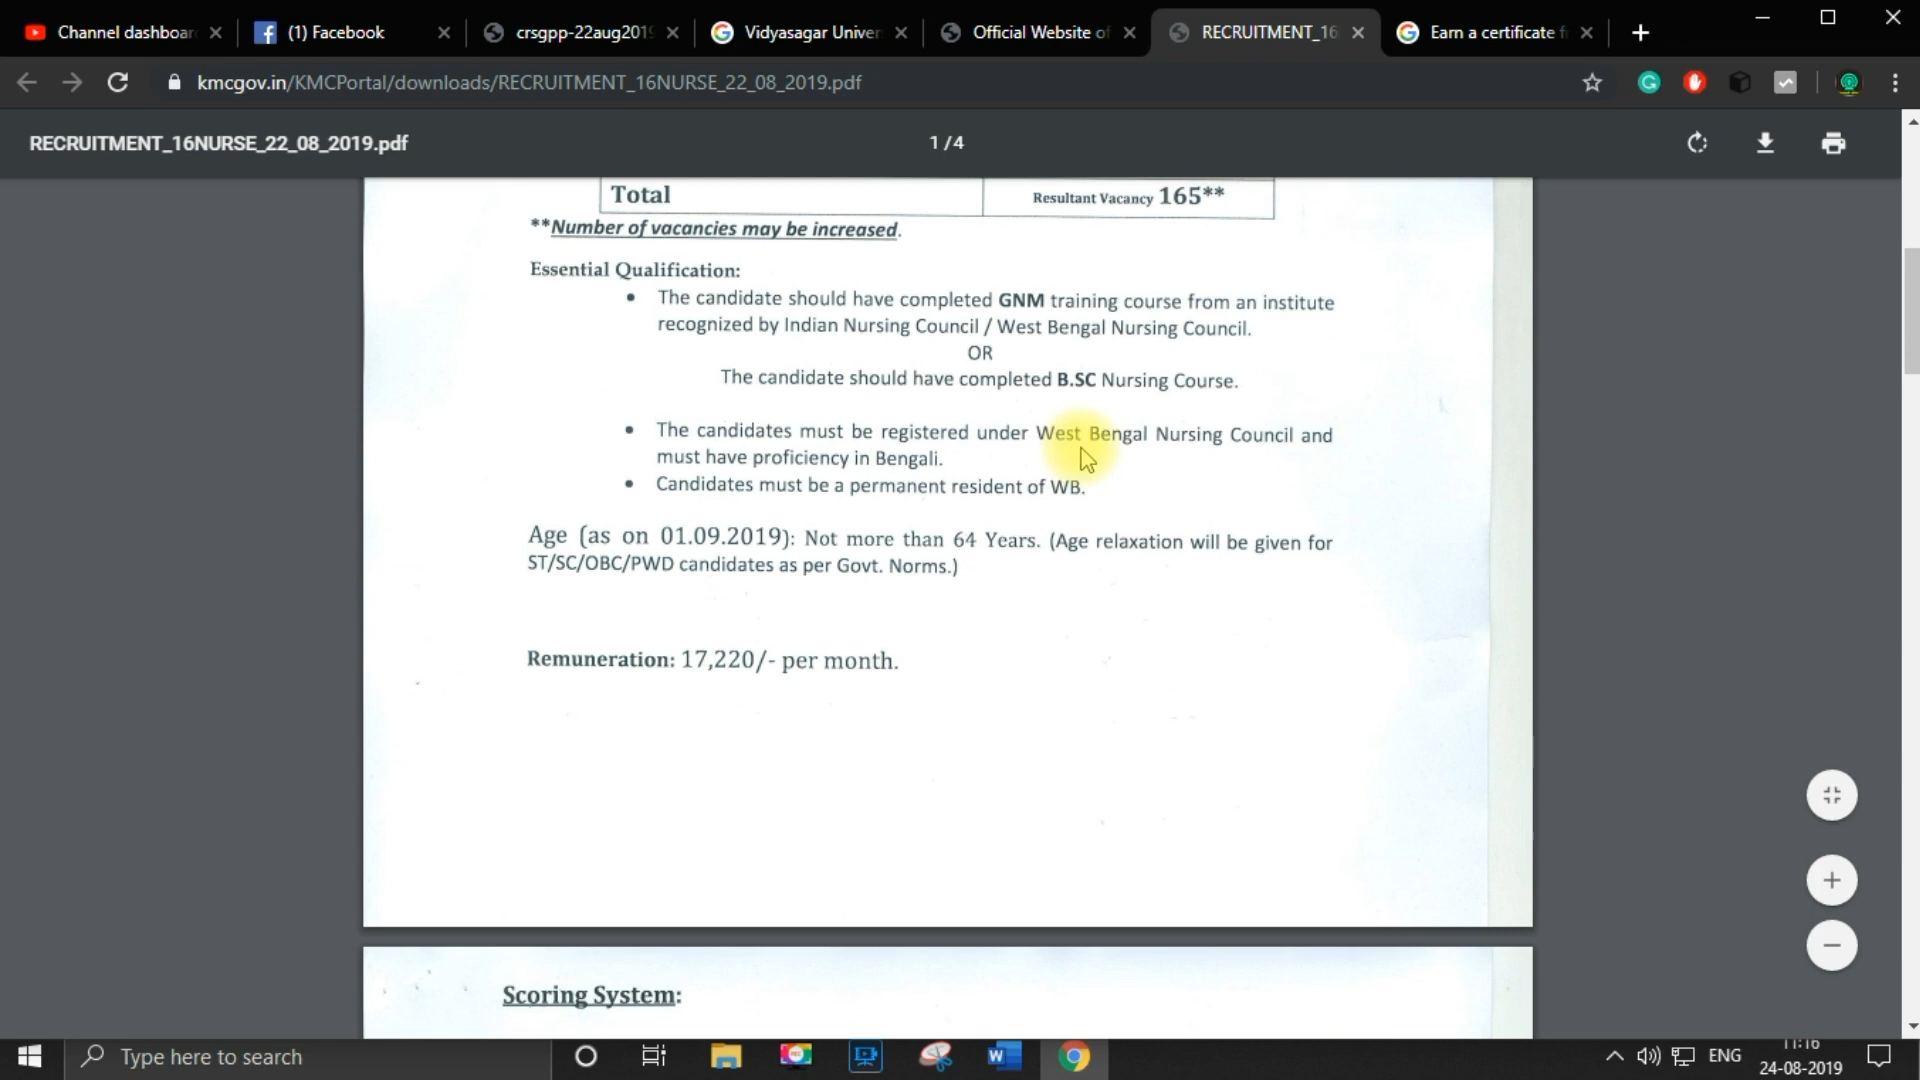 Channel dashboar
(1) Facebook
crsgpp-22aug2019
Vidyasagar Univer
Official Website of
RECRUITMENT_16
Earn a certificate f
kmcgov.in/KMCPortal/downloads/RECRUITMENT_16NURSE_22_08_2019.pdf
RECRUITMENT_16NURSE_22_08_2019.pdf
1 / 4
Total
Resultant Vacancy 165**
**Number of vacancies may be increased.
Essential Qualification:
• The candidate should have completed GNM training course from an institute
recognized by Indian Nursing Council / West Bengal Nursing Council.
OR
The candidate should have completed B.SC Nursing Course.
• The candidates must be registered under West Bengal Nursing Council and
must have proficiency in Bengali.
• Candidates must be a permanent resident of WB.
Age (as on 01.09.2019): Not more than 64 Years. (Age relaxation will be given for
ST/SC/OBC/PWD candidates as per Govt. Norms.)
Remuneration: 17,220/- per month.
Scoring System:
Type here to search
ENG
11:16
24-08-2019